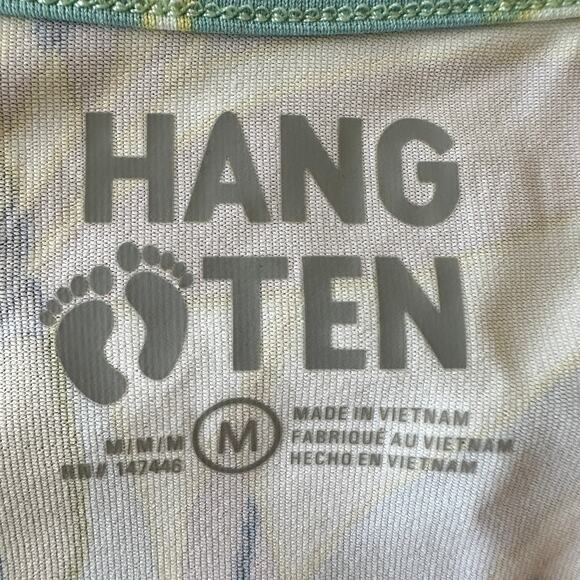 HANG
TEN
M/M/M
RN# 147446
M
MADE IN VIETNAM
FABRIQUÉ AU VIETNAM
HECHO EN VIETNAM